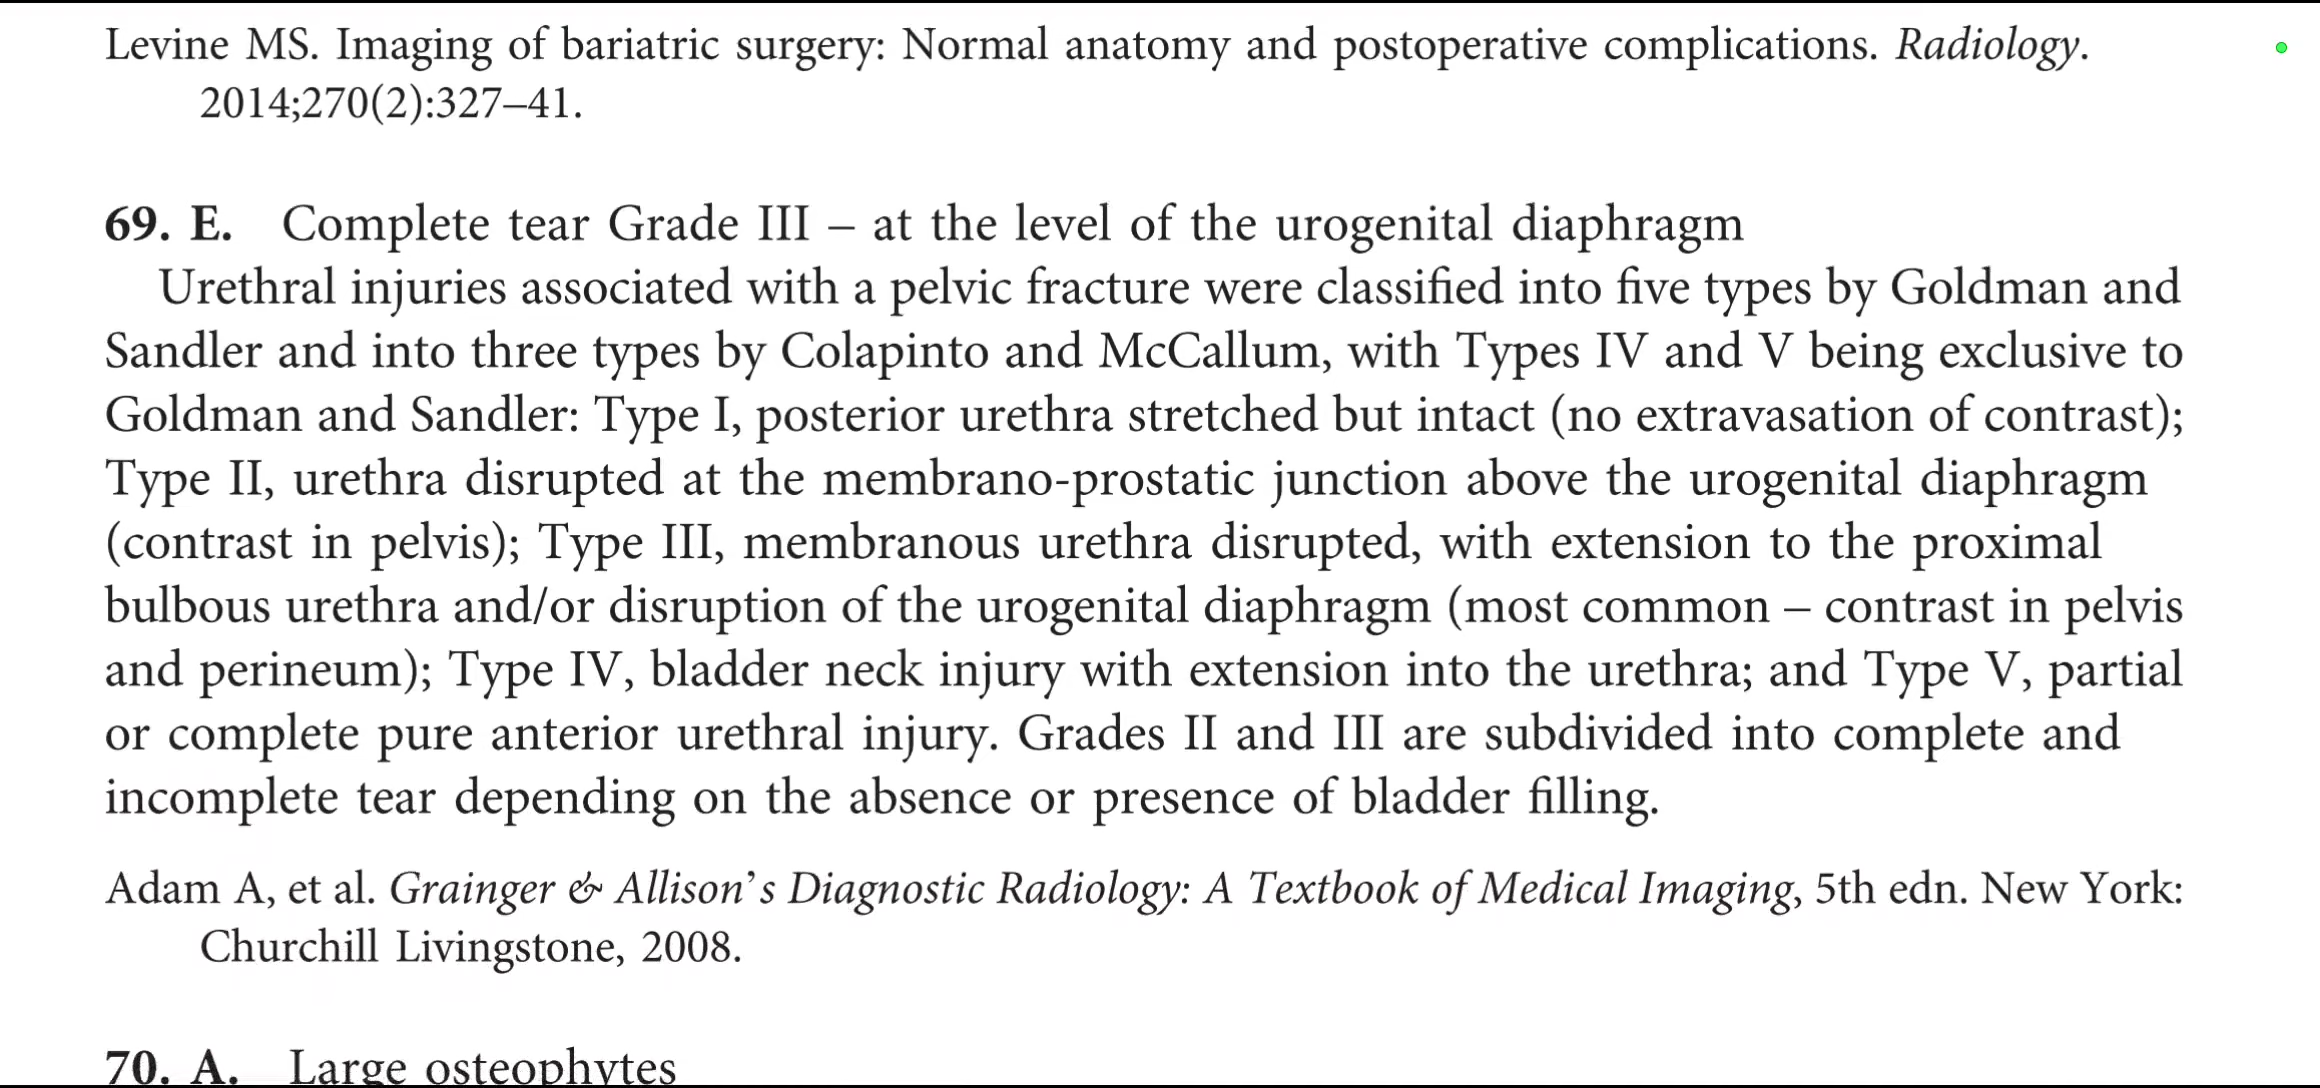 Levine MS. Imaging of bariatric surgery: Normal anatomy and postoperative complications. Radiology.
2014;270(2):327–41.
69. E. Complete tear Grade III – at the level of the urogenital diaphragm
Urethral injuries associated with a pelvic fracture were classified into five types by Goldman and
Sandler and into three types by Colapinto and McCallum, with Types IV and V being exclusive to
Goldman and Sandler: Type I, posterior urethra stretched but intact (no extravasation of contrast);
Type II, urethra disrupted at the membrano-prostatic junction above the urogenital diaphragm
(contrast in pelvis); Type III, membranous urethra disrupted, with extension to the proximal
bulbous urethra and/or disruption of the urogenital diaphragm (most common – contrast in pelvis
and perineum); Type IV, bladder neck injury with extension into the urethra; and Type V, partial
or complete pure anterior urethral injury. Grades II and III are subdivided into complete and
incomplete tear depending on the absence or presence of bladder filling.
Adam A, et al. Grainger & Allison’s Diagnostic Radiology: A Textbook of Medical Imaging, 5th edn. New York:
Churchill Livingstone, 2008.
70. A. Large osteophytes